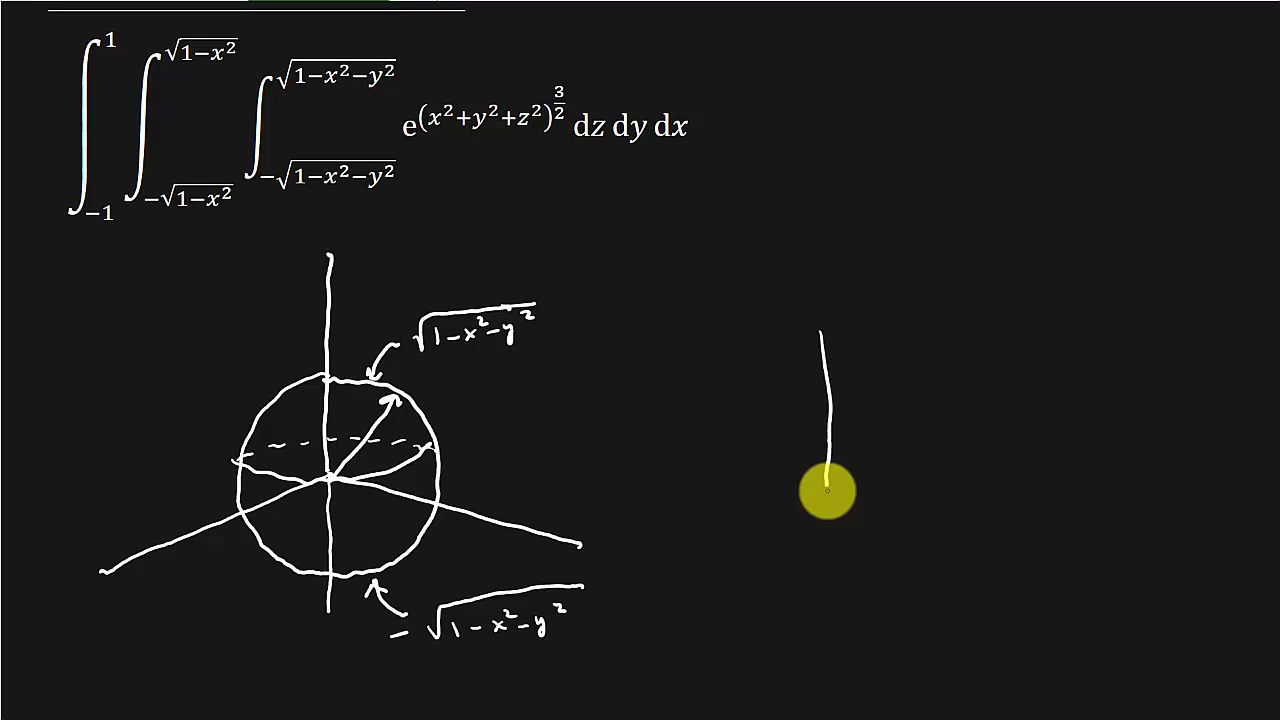 ∫_{-1}^{1} ∫_{-√(1-x²)}^{√(1-x²)} ∫_{-√(1-x²-y²)}^{√(1-x²-y²)} e^{(x²+y²+z²)^{3/2}} dz dy dx
√(1-x²-y²)
-√(1-x²-y²)